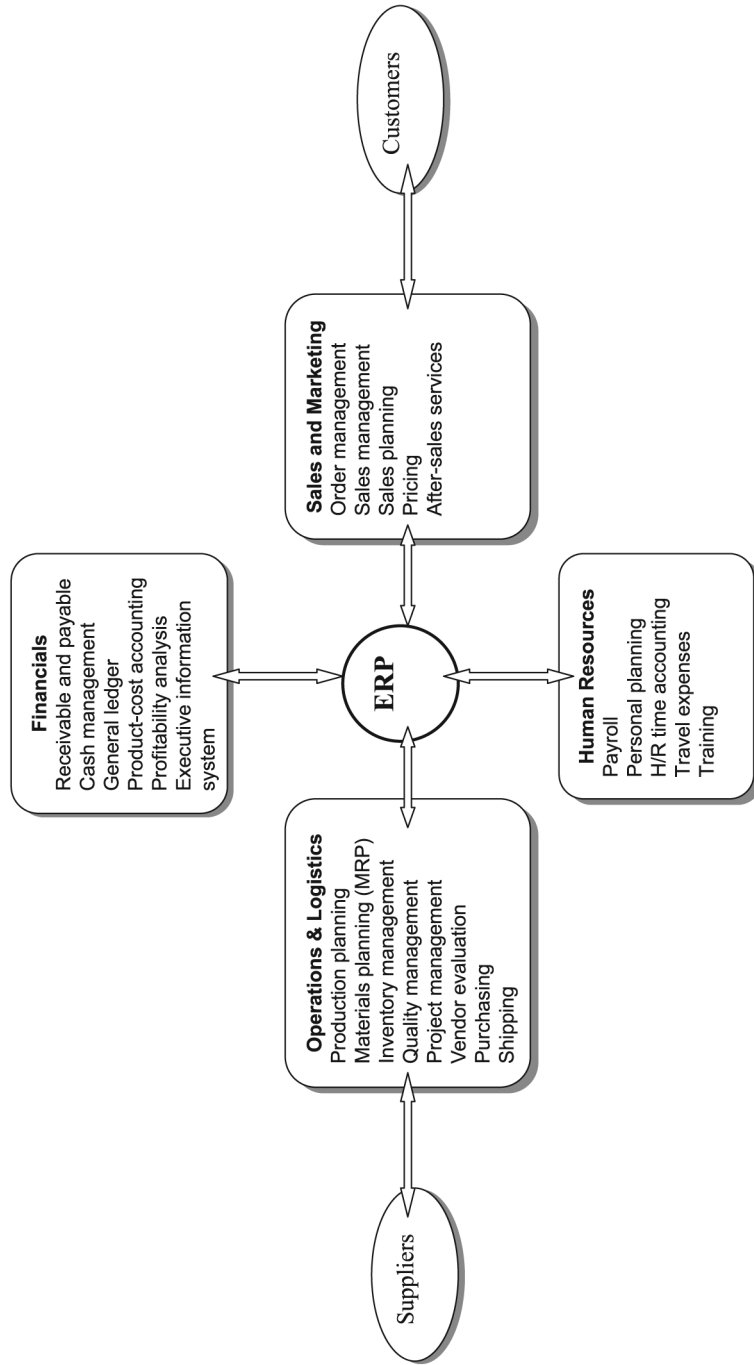 Financials
Receivable and payable
Cash management
General ledger
Product-cost accounting
Profitability analysis
Executive information
system
Suppliers
Operations & Logistics
Production planning
Materials planning (MRP)
Inventory management
Quality management
Project management
Vendor evaluation
Purchasing
Shipping
ERP
Sales and Marketing
Order management
Sales management
Sales planning
Pricing
After-sales services
Customers
Human Resources
Payroll
Personal planning
H/R time accounting
Travel expenses
Training